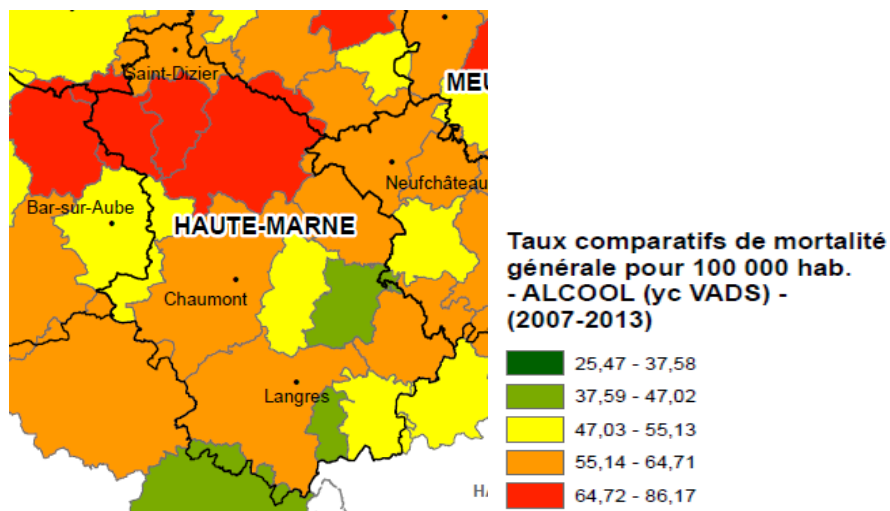 Saint-Dizier
MEU
Neufchâteau
Bar-sur-Aube
HAUTE-MARNE
Chaumont
Langres
HA
Taux comparatifs de mortalité
générale pour 100 000 hab.
- ALCOOL (yc VADS) -
(2007-2013)
25,47 - 37,58
37,59 - 47,02
47,03 - 55,13
55,14 - 64,71
64,72 - 86,17